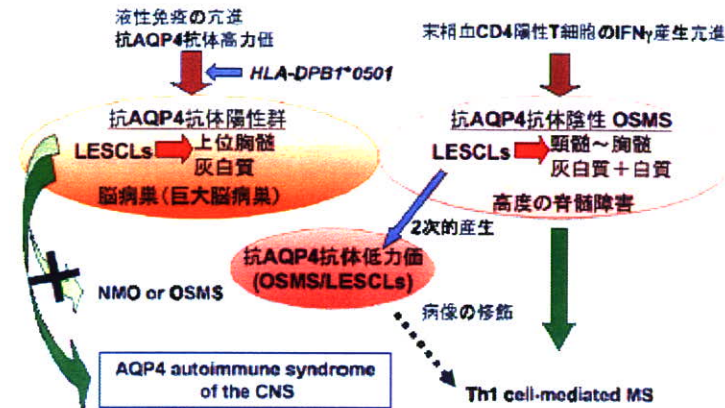 液性免疫の亢進
抗AQP4抗体高力価
HLA-DPB1*0501
抗AQP4抗体陽性群
LESCLs
上位胸髄
灰白質
脳病巣(巨大脳病巣)
NMO or OSMS
AQP4 autoimmune syndrome
of the CNS
末梢血CD4陽性T細胞のIFNγ産生亢進
抗AQP4抗体陰性 OSMS
LESCLs
頸髄～胸髄
灰白質＋白質
高度の脊髄障害
2次的産生
抗AQP4抗体低力価
(OSMS/LESCLs)
病像の修飾
Th1 cell-mediated MS